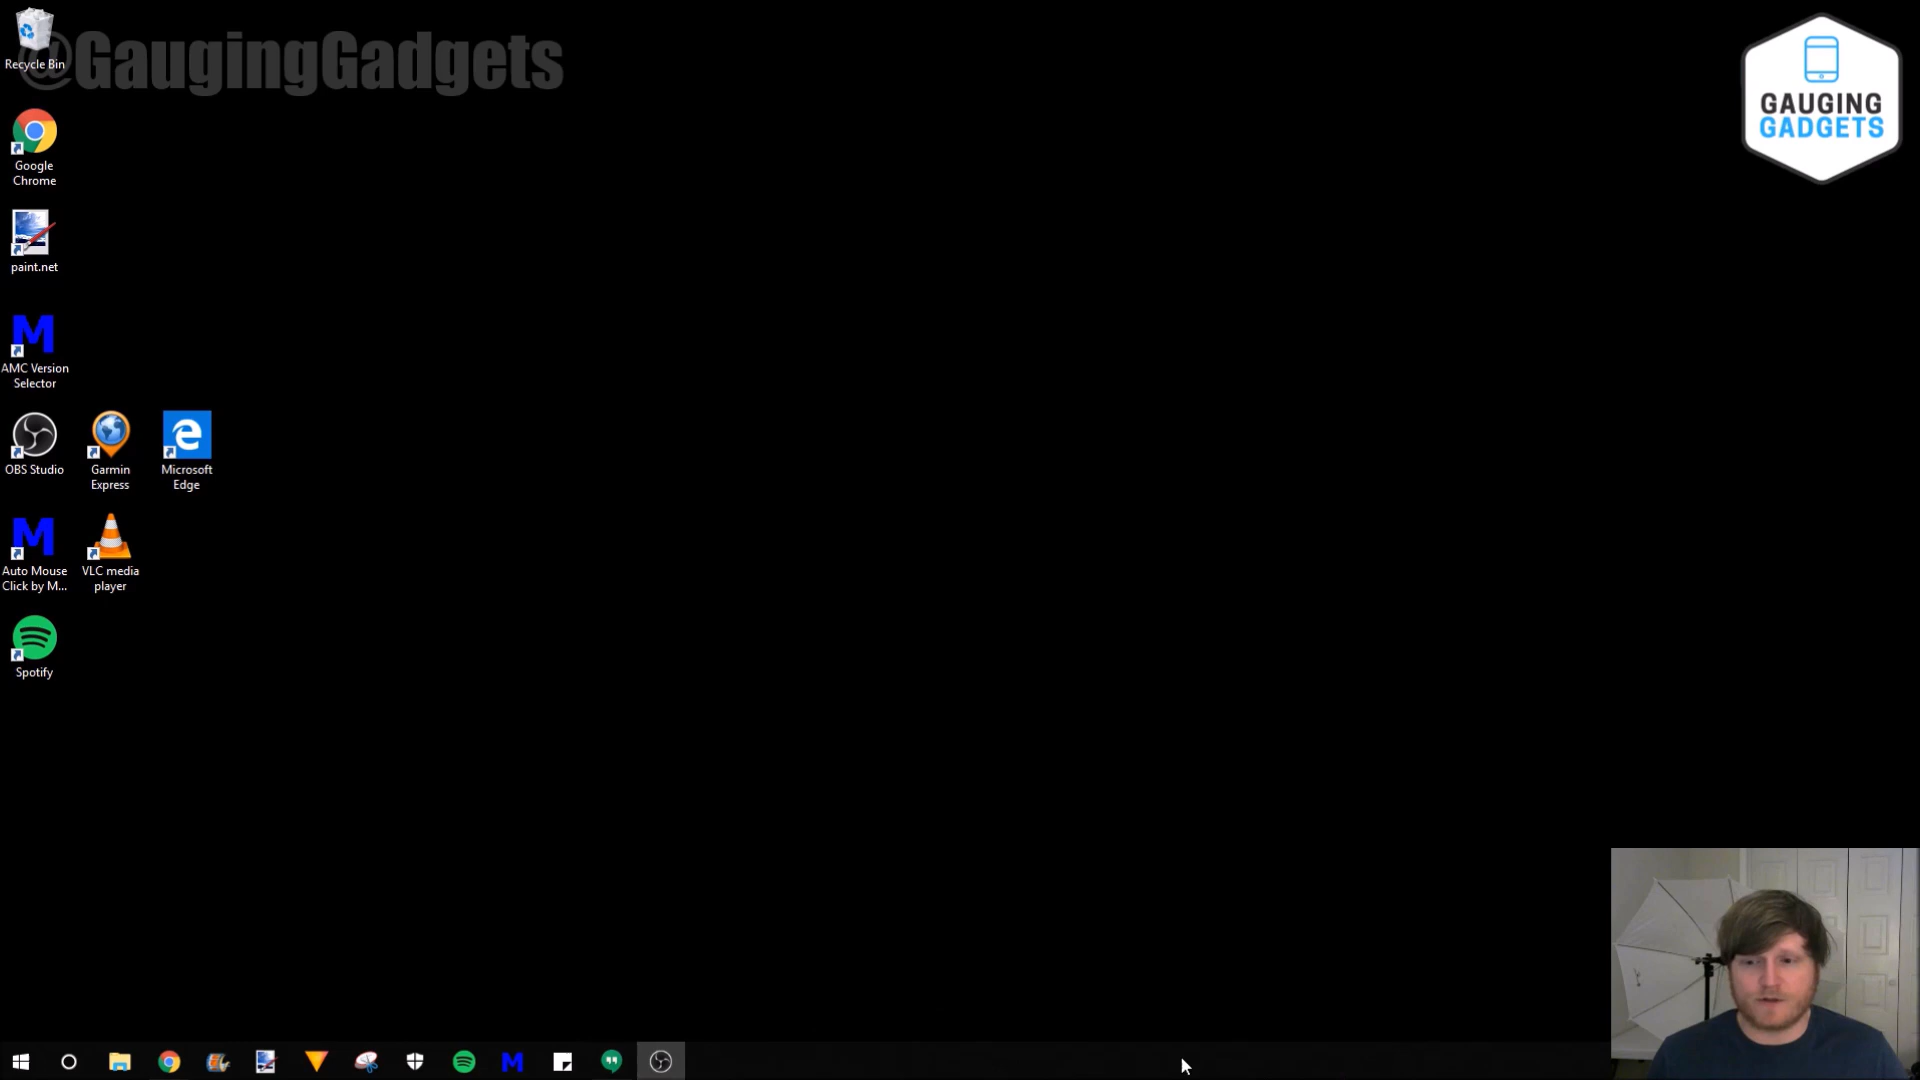 @GaugingGadgets
Recycle Bin
GAUGING
GADGETS
Google
Chrome
paint.net
AMC Version
Selector
OBS Studio
Garmin
Express
Microsoft
Edge
Auto Mouse
Click by M...
VLC media
player
Spotify